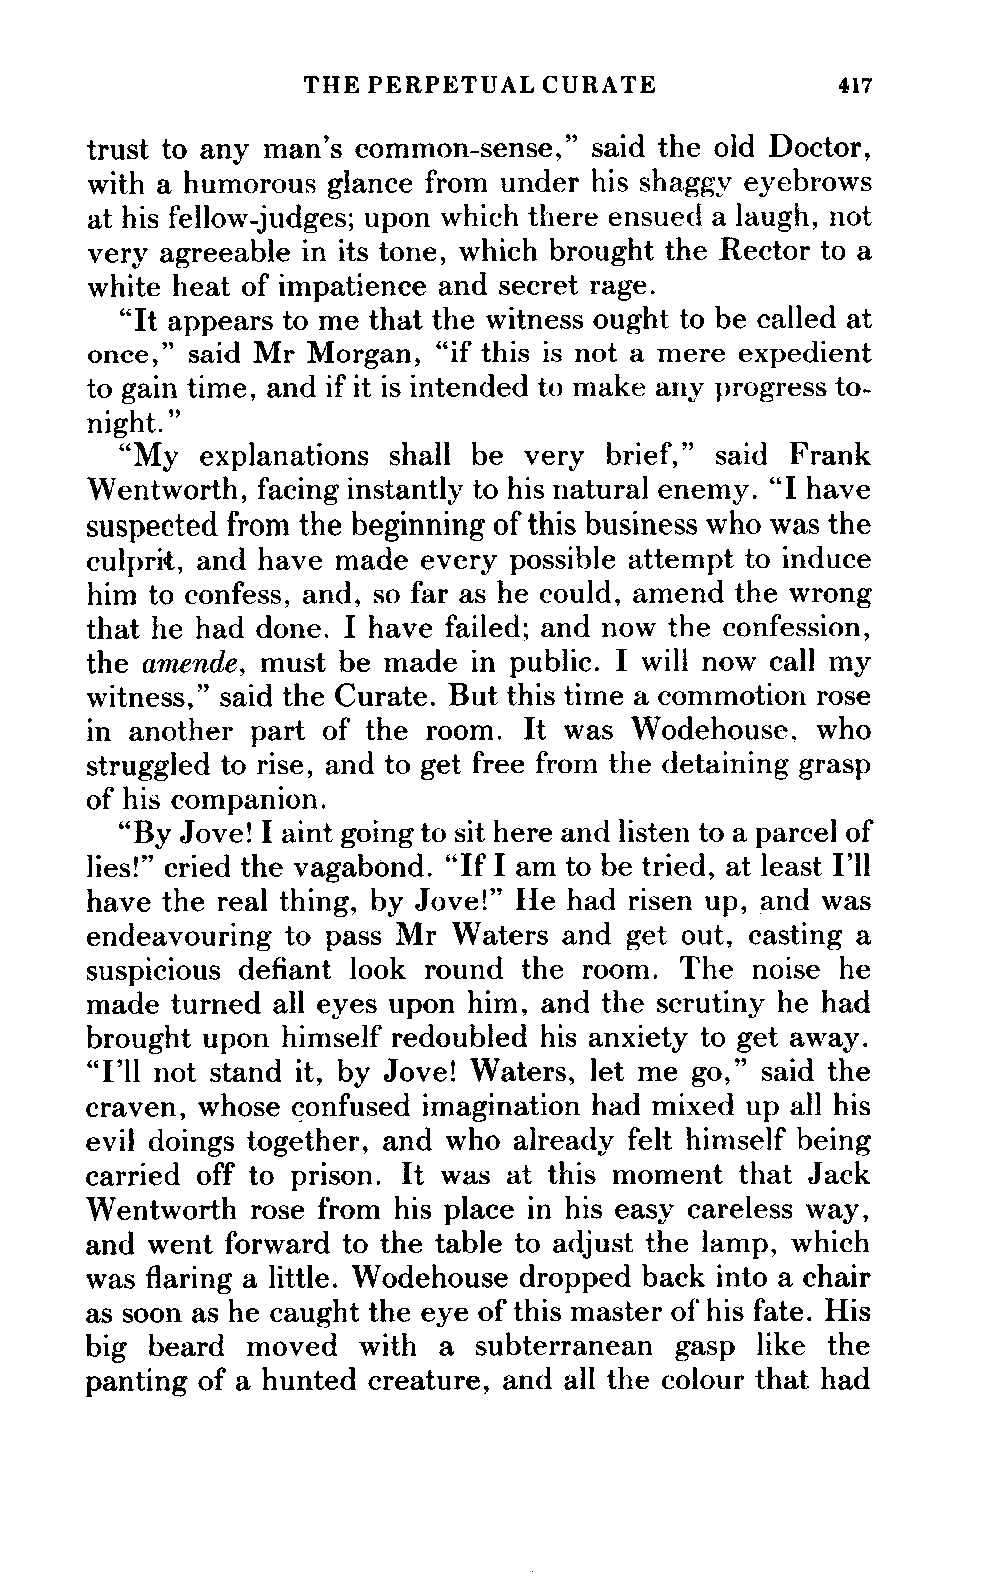 THE PERPETUAL CURATE 417
trust to any man's common-sense,” said the old Doctor,
with a humorous glance from under his shaggy eyebrows
at his fellow-judges; upon which there ensued a laugh, not
very agreeable in its tone, which brought the Rector to a
white heat of impatience and secret rage.
“It appears to me that the witness ought to be called at
once,” said Mr Morgan, “if this is not a mere expedient
to gain time, and if it is intended to make any progress to-
night.”
“My explanations shall be very brief,” said Frank
Wentworth, facing instantly to his natural enemy. “I have
suspected from the beginning of this business who was the
culprit, and have made every possible attempt to induce
him to confess, and, so far as he could, amend the wrong
that he had done. I have failed; and now the confession,
the amende, must be made in public. I will now call my
witness,” said the Curate. But this time a commotion rose
in another part of the room. It was Wodehouse, who
struggled to rise, and to get free from the detaining grasp
of his companion.
“By Jove! I aint going to sit here and listen to a parcel of
lies!” cried the vagabond. “If I am to be tried, at least I'll
have the real thing, by Jove!” He had risen up, and was
endeavouring to pass Mr Waters and get out, casting a
suspicious defiant look round the room. The noise he
made turned all eyes upon him, and the scrutiny he had
brought upon himself redoubled his anxiety to get away.
“I'll not stand it, by Jove! Waters, let me go,” said the
craven, whose confused imagination had mixed up all his
evil doings together, and who already felt himself being
carried off to prison. It was at this moment that Jack
Wentworth rose from his place in his easy careless way,
and went forward to the table to adjust the lamp, which
was flaring a little. Wodehouse dropped back into a chair
as soon as he caught the eye of this master of his fate. His
big beard moved with a subterranean gasp like the
panting of a hunted creature, and all the colour that had